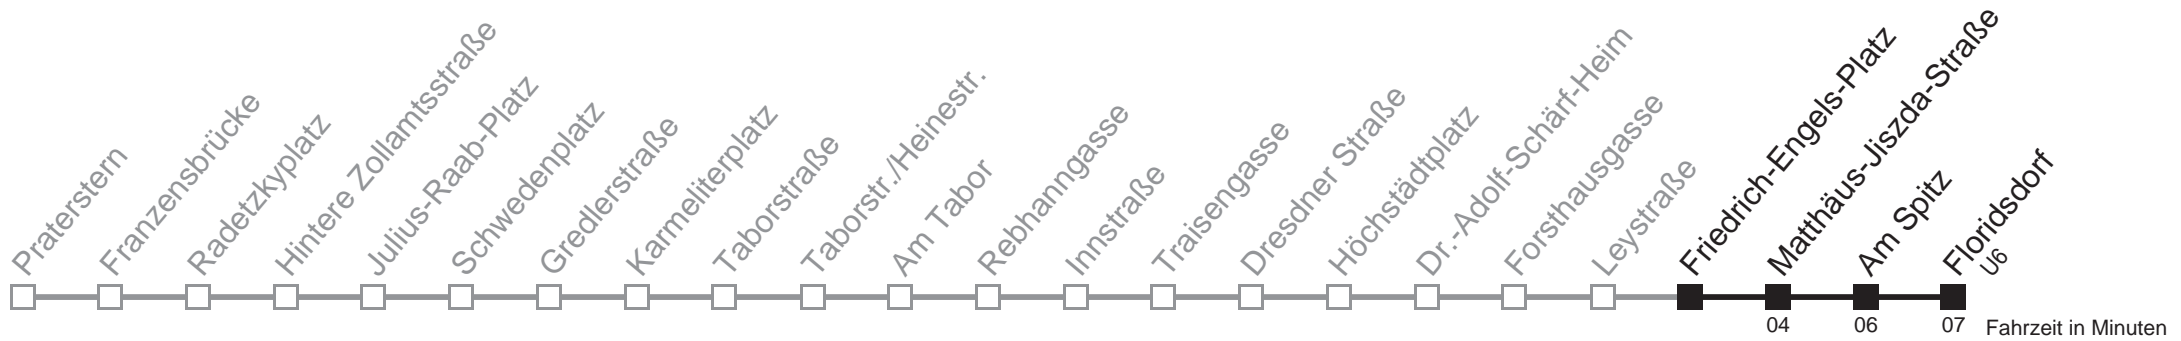 Praterstern
Franzensbrücke
Radetzkyplatz
Hintere Zollamtsstraße
Julius-Raab-Platz
Schwedenplatz
Gredlerstraße
Karmeliterplatz
Taborstraße
Taborstr./Heinestr.
Am Tabor
Rebhanngasse
Innstraße
Traisengasse
Dresdner Straße
Höchstädtplatz
Dr.-Adolf-Schärf-Heim
Forsthausgasse
Leystraße
Friedrich-Engels-Platz
Matthäus-Jiszda-Straße
Am Spitz
Floridsdorf
U6
04 06 07 Fahrzeit in Minuten